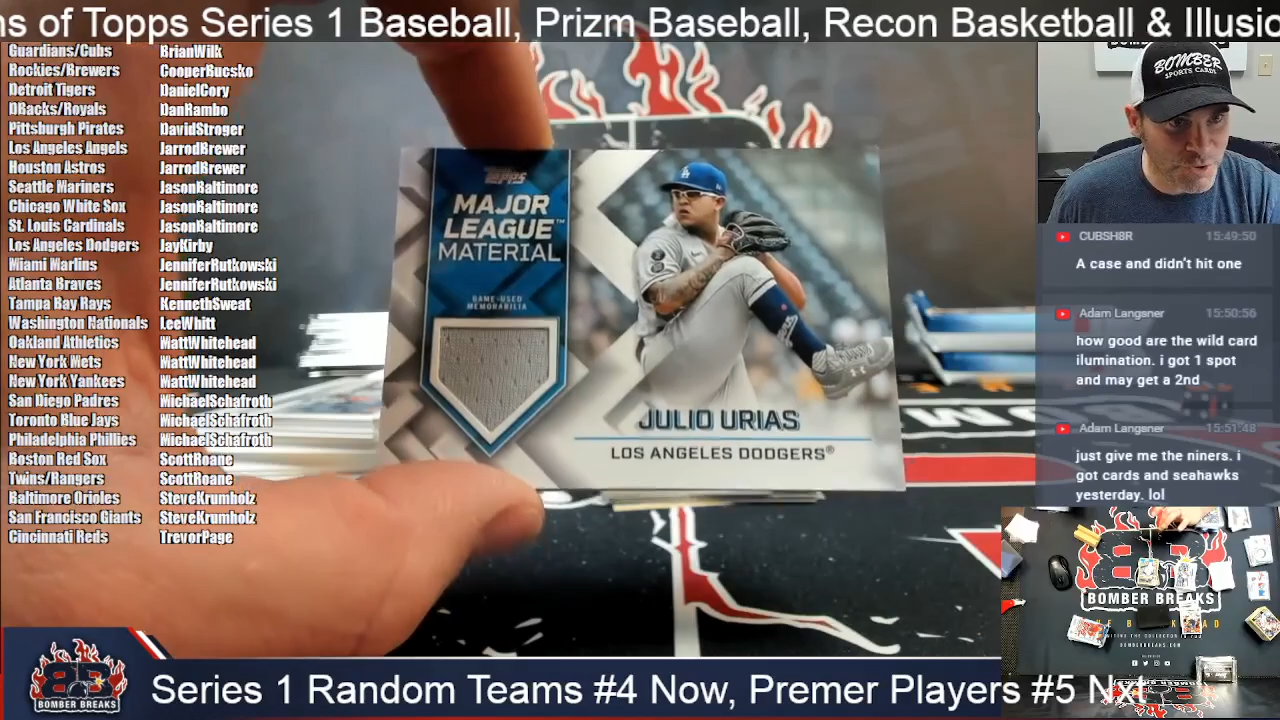 ns of Topps Series 1 Baseball, Prizm Baseball, Recon Basketball & Illusic
Guardians/Cubs BrianWilk
Rockies/Brewers CooperRucsko
Detroit Tigers DanielCory
DBacks/Royals DanRambo
Pittsburgh Pirates DavidStroger
Los Angeles Angels JarrodBrewer
Houston Astros JarrodBrewer
Seattle Mariners JasonBaltimore
Chicago White Sox JasonBaltimore
St. Louis Cardinals JasonBaltimore
Los Angeles Dodgers JayKirby
Miami Marlins JenniferRutkowski
Atlanta Braves JenniferRutkowski
Tampa Bay Rays KennethSweat
Washington Nationals LeeWhitt
Oakland Athletics MattWhitehead
New York Mets MattWhitehead
New York Yankees MattWhitehead
San Diego Padres MichaelSchafroth
Toronto Blue Jays MichaelSchafroth
Philadelphia Phillies MichaelSchafroth
Boston Red Sox ScottRoane
Twins/Rangers ScottRoane
Baltimore Orioles SteveKrumholz
San Francisco Giants SteveKrumholz
Cincinnati Reds TrevorPage
Topps
MAJOR
LEAGUE™
MATERIAL
GAME-USED
MEMORABILIA
JULIO URIAS
LOS ANGELES DODGERS®
BOMBER
SPORTS CARDS
CUBSH8R 15:49:50
A case and didn't hit one
Adam Langsner 15:50:56
how good are the wild card
ilumination. i got 1 spot
and may get a 2nd
Adam Langsner 15:51:48
just give me the niners. i
got cards and seahawks
yesterday. lol
BOMBER BREAKS
BOMBERBREAKS.COM
BOMBER BREAKS
Series 1 Random Teams #4 Now, Premer Players #5 Nxt